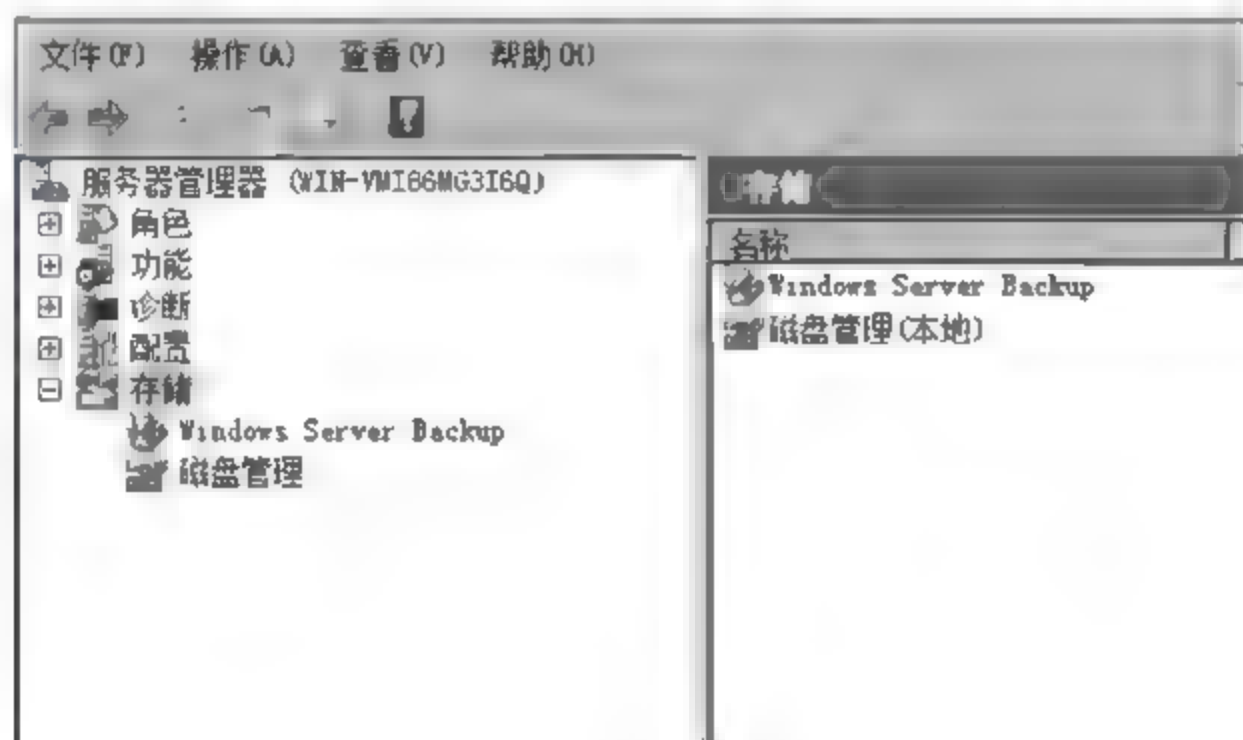 文件(F) 操作(A) 查看(V) 帮助(H)
服务器管理器 (WIN-VMI66MG3I6Q)
角色
功能
诊断
配置
存储
Windows Server Backup
磁盘管理
存储
名称
Windows Server Backup
磁盘管理(本地)